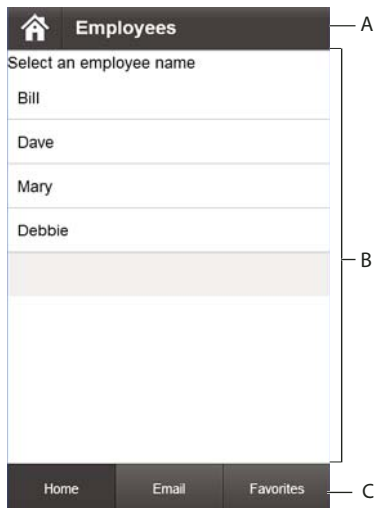 Employees
A
Select an employee name
Bill
Dave
Mary
Debbie
B
Home Email Favorites
C